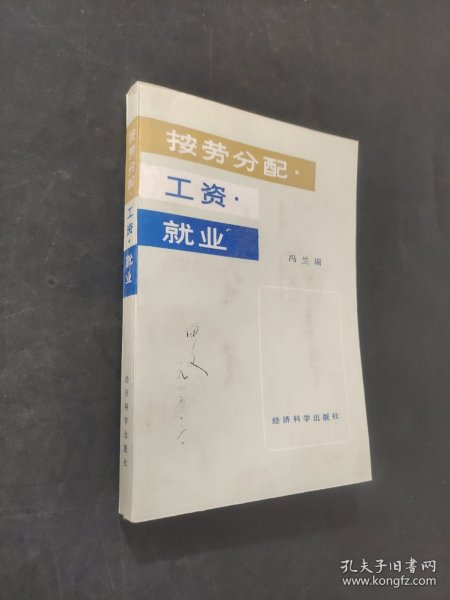 按劳分配·
工资·
就业
冯兰瑞
经济科学出版社
按劳分配·
工资·
就业
经济科学出版社
孔夫子旧书网
www.kongfz.com